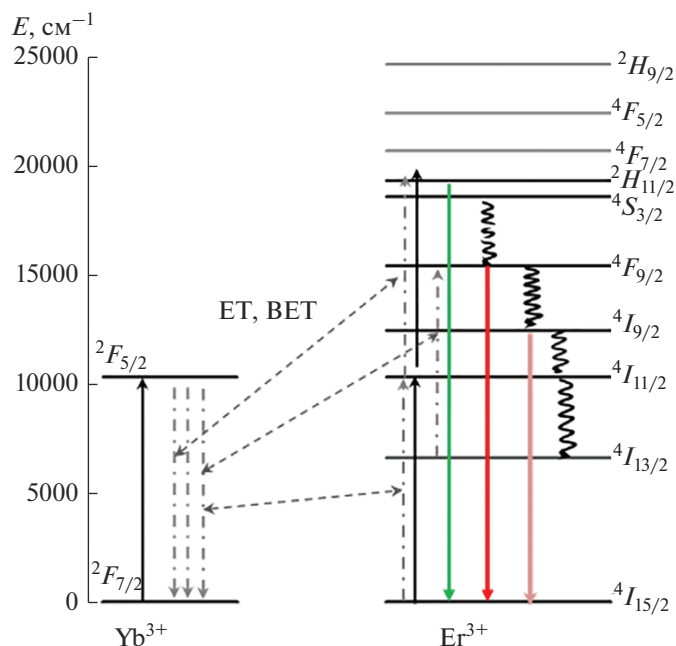 E, см⁻¹
25000
²H₉/₂
⁴F₅/₂
20000
⁴F₇/₂
²H₁₁/₂
⁴S₃/₂
15000
⁴F₉/₂
ET, BET
⁴I₉/₂
²F₅/₂
10000
⁴I₁₁/₂
⁴I₁₃/₂
5000
²F₇/₂
0
⁴I₁₅/₂
Yb³⁺
Er³⁺